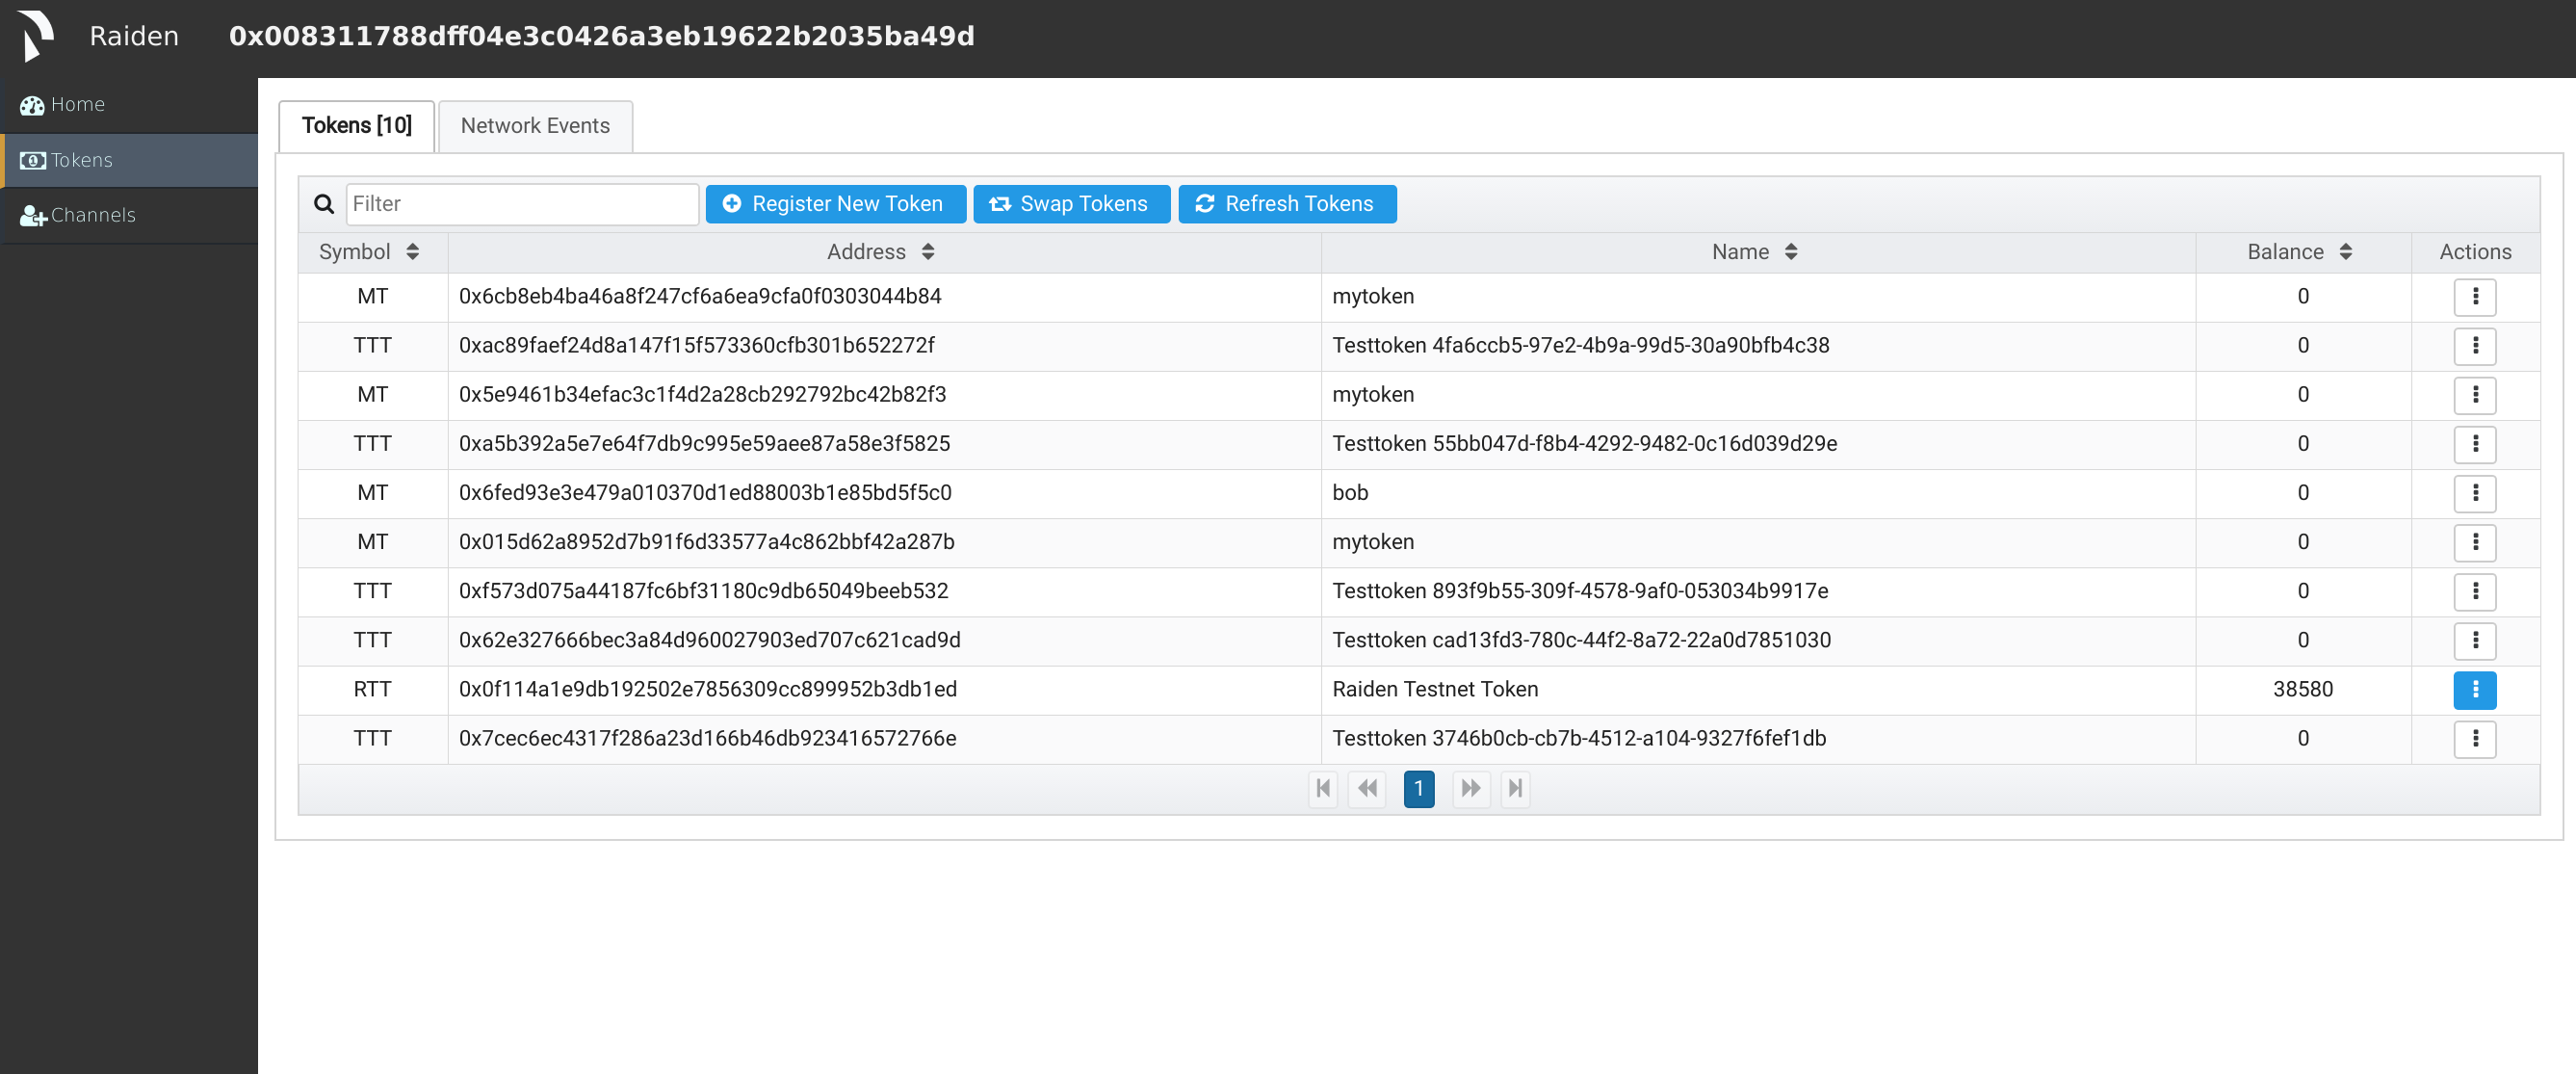 Raiden 0x008311788dff04e3c0426a3eb19622b2035ba49d
Home
Tokens
Channels
Tokens [10] Network Events
Filter Register New Token Swap Tokens Refresh Tokens
Symbol Address Name Balance Actions
MT 0x6cb8eb4ba46a8f247cf6a6ea9cfa0f0303044b84 mytoken 0
TTT 0xac89faef24d8a147f15f573360cfb301b652272f Testtoken 4fa6ccb5-97e2-4b9a-99d5-30a90bfb4c38 0
MT 0x5e9461b34efac3c1f4d2a28cb292792bc42b82f3 mytoken 0
TTT 0xa5b392a5e7e64f7db9c995e59aee87a58e3f5825 Testtoken 55bb047d-f8b4-4292-9482-0c16d039d29e 0
MT 0x6fed93e3e479a010370d1ed88003b1e85bd5f5c0 bob 0
MT 0x015d62a8952d7b91f6d33577a4c862bbf42a287b mytoken 0
TTT 0xf573d075a44187fc6bf31180c9db65049beeb532 Testtoken 893f9b55-309f-4578-9af0-053034b9917e 0
TTT 0x62e327666bec3a84d960027903ed707c621cad9d Testtoken cad13fd3-780c-44f2-8a72-22a0d7851030 0
RTT 0x0f114a1e9db192502e7856309cc899952b3db1ed Raiden Testnet Token 38580
TTT 0x7cec6ec4317f286a23d166b46db923416572766e Testtoken 3746b0cb-cb7b-4512-a104-9327f6fef1db 0
1